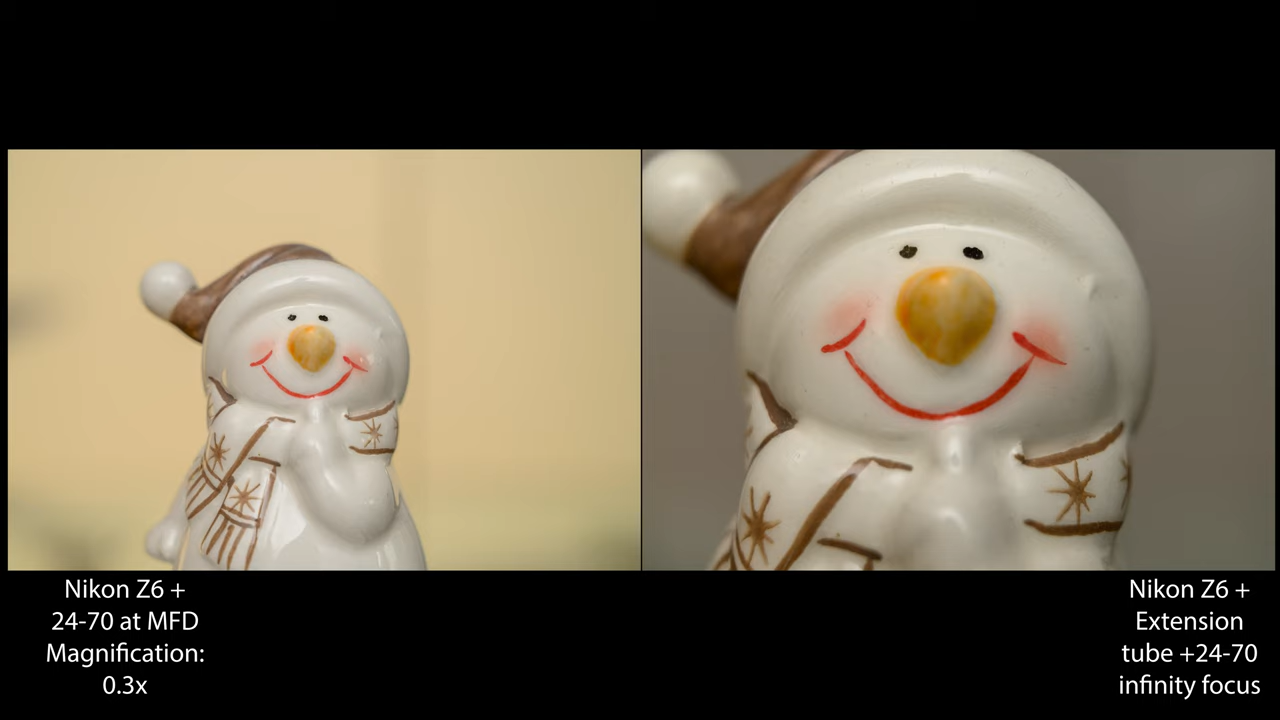 Nikon Z6 +
24-70 at MFD
Magnification:
0.3x
Nikon Z6 +
Extension
tube +24-70
infinity focus